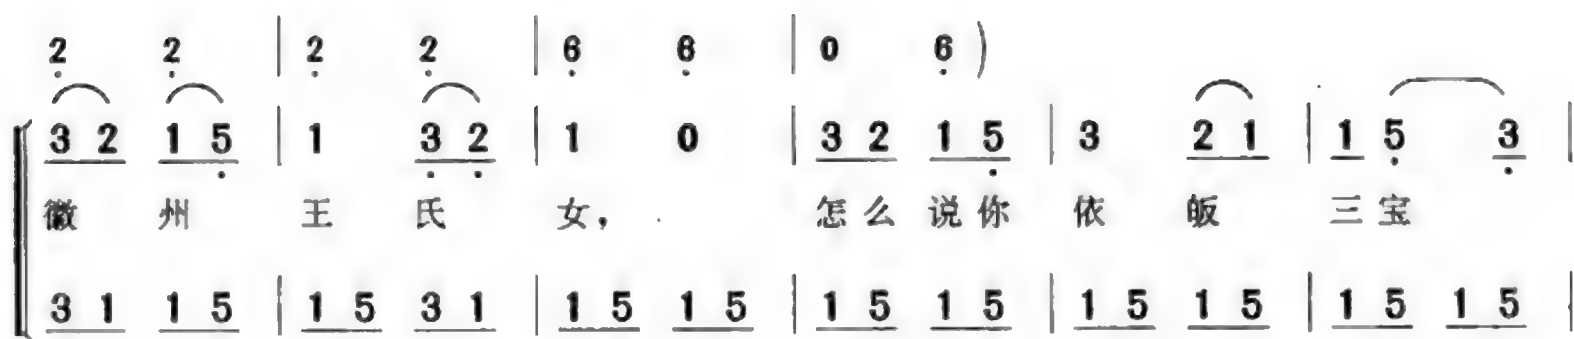 2 2 | 2 2 | 6 6 | 0 6 )
3 2 1 5 | 1 3 2 | 1 0 | 3 2 1 5 | 3 2 1 | 1 5 3 |
徽 州 王 氏 女， 怎 么 说 你 依 皈 三 宝
3 1 1 5 | 1 5 3 1 | 1 5 1 5 | 1 5 1 5 | 1 5 1 5 | 1 5 1 5 |